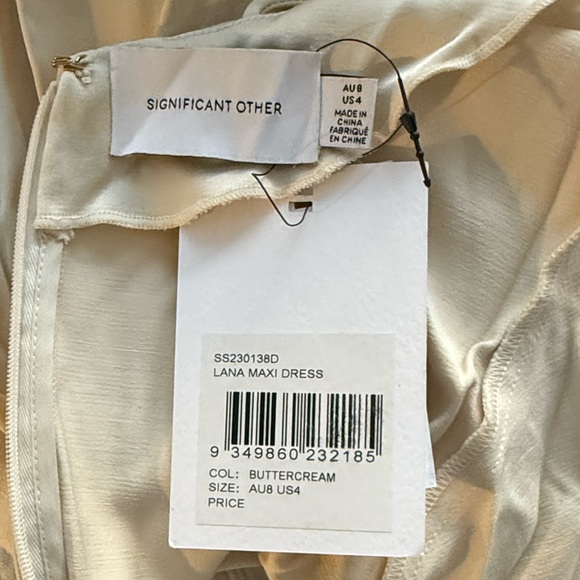 SIGNIFICANT OTHER
AU8
US4
MADE IN
CHINA
FABRIQUÉ
EN CHINE
SS230138D
LANA MAXI DRESS
9 349860 232185
COL: BUTTERCREAM
SIZE: AU8 US4
PRICE